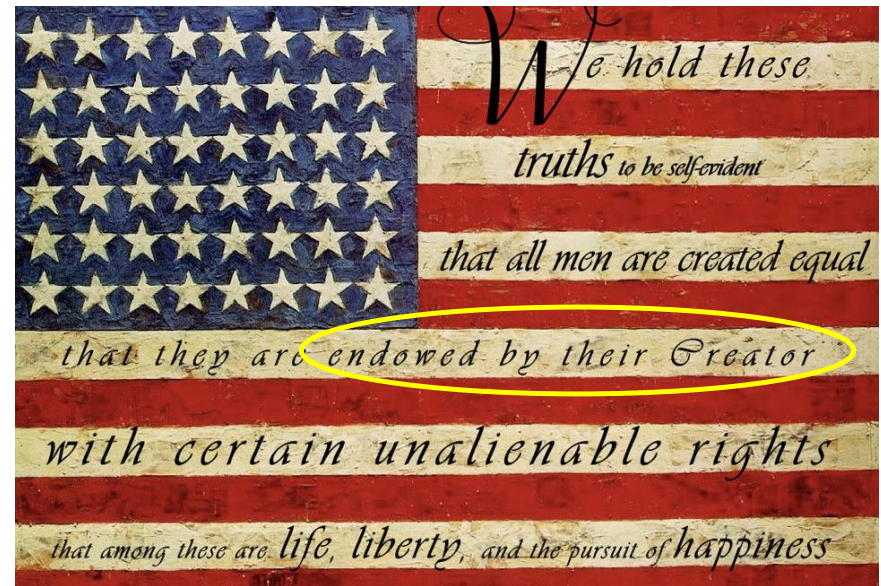 We hold these
truths to be self-evident
that all men are created equal
that they are endowed by their Creator
with certain unalienable rights
that among these are life, liberty, and the pursuit of happiness